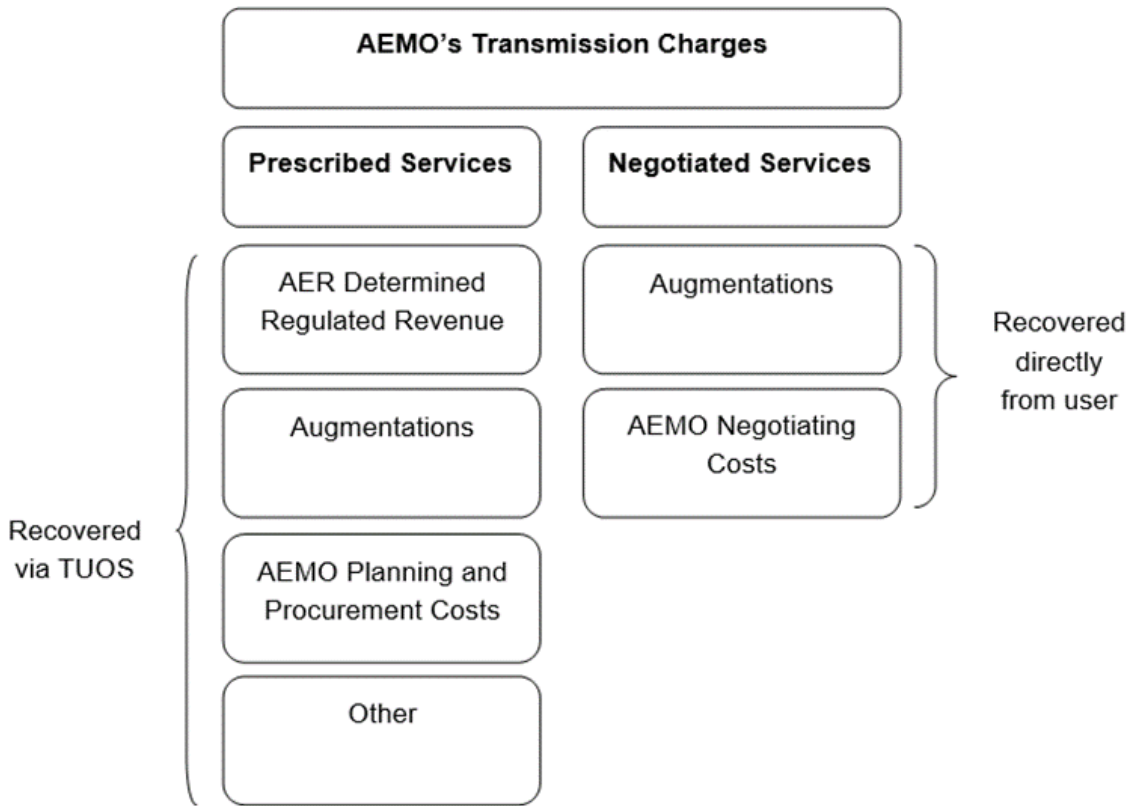 AEMO’s Transmission Charges
Prescribed Services
Negotiated Services
AER Determined
Regulated Revenue
Augmentations
AEMO Planning and
Procurement Costs
Other
Recovered
via TUOS
Augmentations
AEMO Negotiating
Costs
Recovered
directly
from user